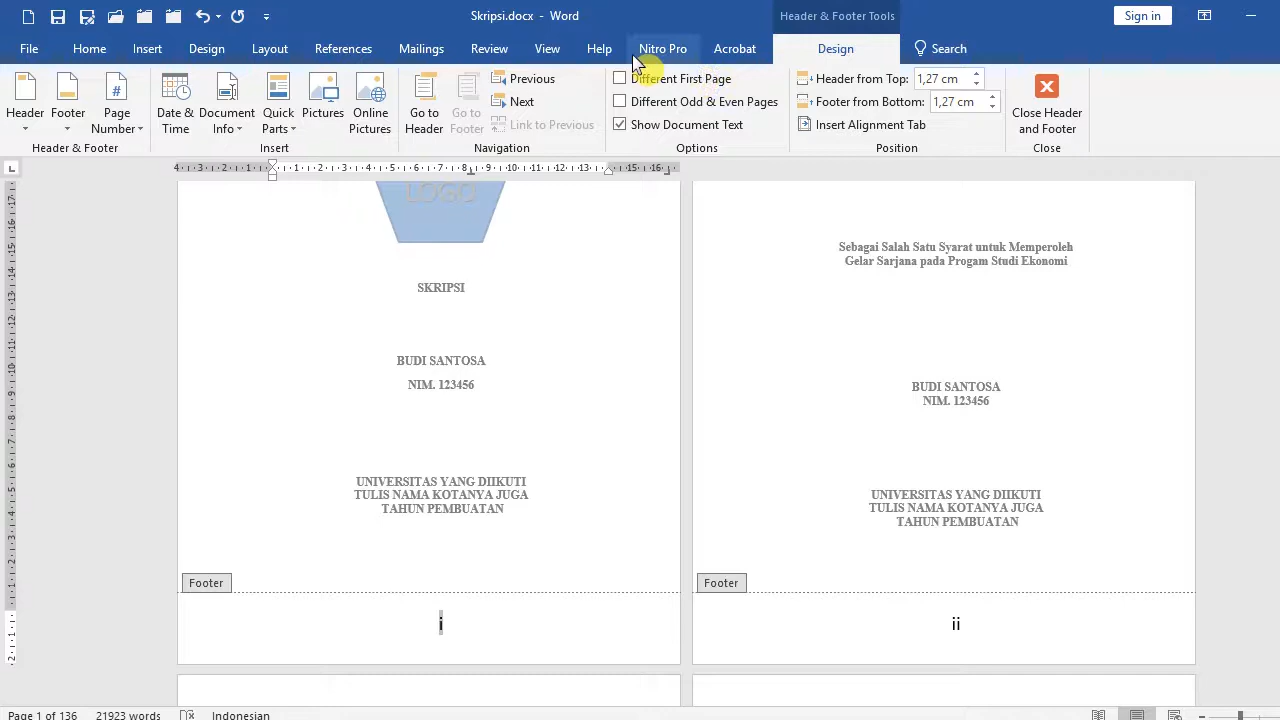 Skripsi.docx - Word
Header & Footer Tools
Sign in
File
Home
Insert
Design
Layout
References
Mailings
Review
View
Help
Nitro Pro
Acrobat
Design
Search
Header
Footer
Page Number
Header & Footer
Date & Time
Document Info
Quick Parts
Pictures
Online Pictures
Insert
Go to Header
Go to Footer
Previous
Next
Link to Previous
Navigation
Different First Page
Different Odd & Even Pages
Show Document Text
Options
Header from Top: 1,27 cm
Footer from Bottom: 1,27 cm
Insert Alignment Tab
Position
Close Header and Footer
Close
LOGO
SKRIPSI
BUDI SANTOSA
NIM. 123456
UNIVERSITAS YANG DIIKUTI
TULIS NAMA KOTANYA JUGA
TAHUN PEMBUATAN
Footer
i
Sebagai Salah Satu Syarat untuk Memperoleh
Gelar Sarjana pada Progam Studi Ekonomi
BUDI SANTOSA
NIM. 123456
UNIVERSITAS YANG DIIKUTI
TULIS NAMA KOTANYA JUGA
TAHUN PEMBUATAN
Footer
ii
Page 1 of 136
21923 words
Indonesian